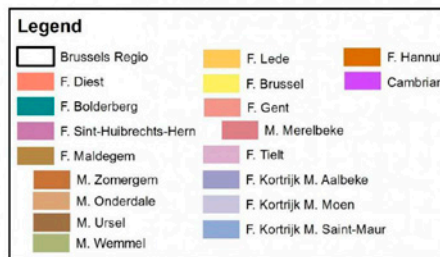 Legend
Brussels Regio
F. Diest
F. Bolderberg
F. Sint-Huibrechts-Hern
F. Maldegem
M. Zomergem
M. Onderdale
M. Ursel
M. Wemmel
F. Lede
F. Brussel
F. Gent
M. Merelbeke
F. Tielt
F. Kortrijk M. Aalbeke
F. Kortrijk M. Moen
F. Kortrijk M. Saint-Maur
F. Hannut
Cambrian